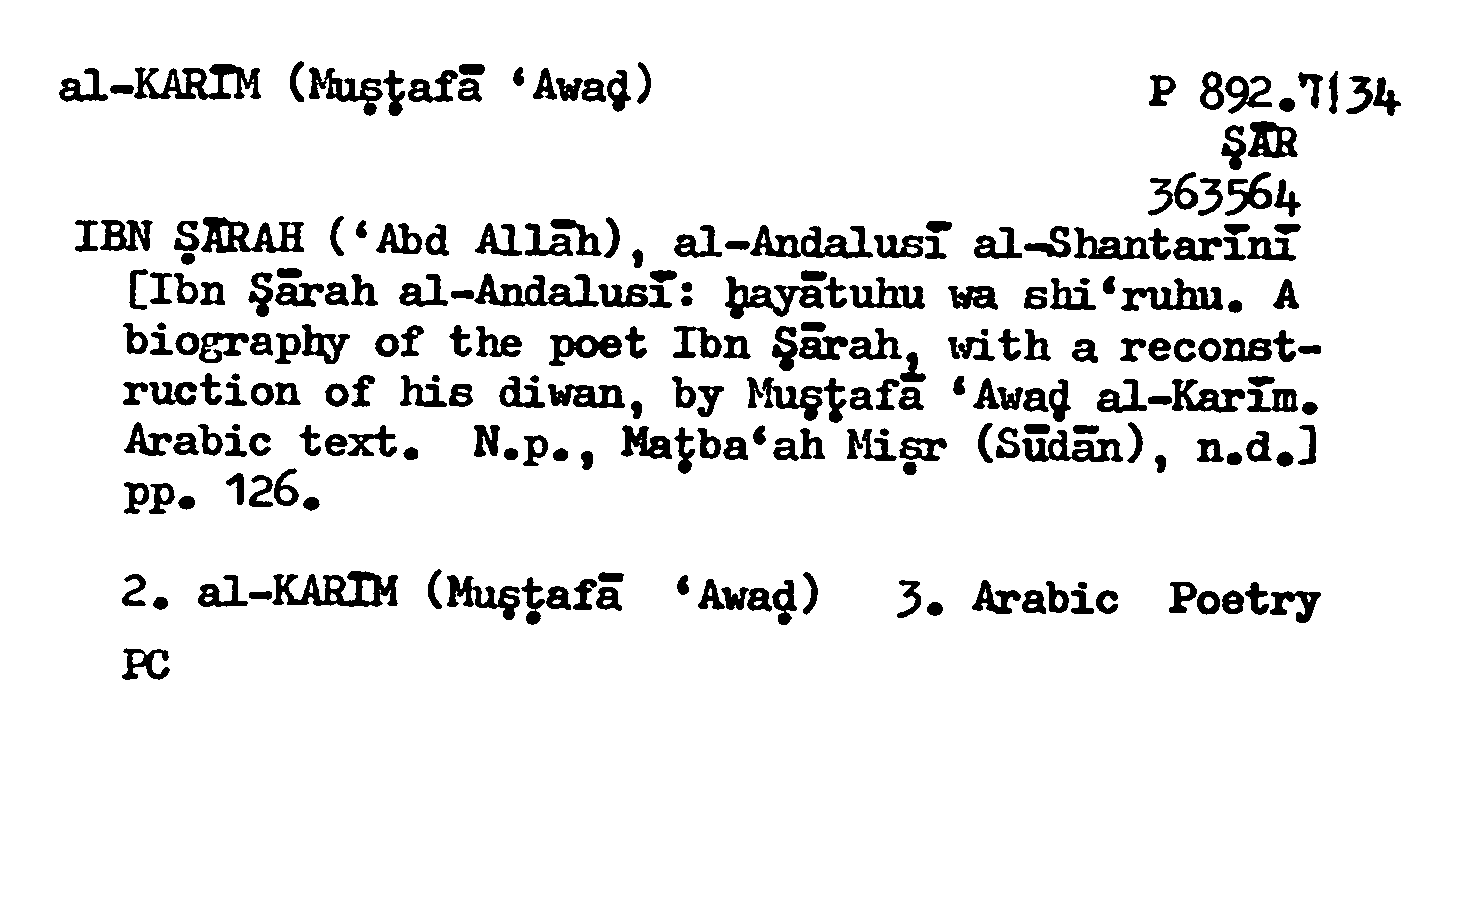 al-KARĪM (Muṣṭafā ‘Awaḍ)
P 892.7134
ṢĀR
363564
IBN ṢĀRAH (‘Abd Allāh), al-Andalusī al-Shantarīnī
[Ibn Ṣārah al-Andalusī: ḥayātuhu wa shi‘ruhu. A
biography of the poet Ibn Ṣārah, with a reconst-
ruction of his diwan, by Muṣṭafā ‘Awaḍ al-Karīm.
Arabic text. N.p., Maṭba‘ah Miṣr (Sūdān), n.d.]
pp. 126.
2. al-KARĪM (Muṣṭafā ‘Awaḍ) 3. Arabic Poetry
PC